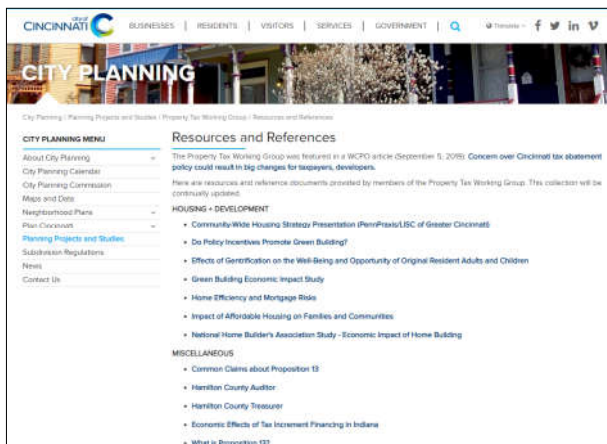 city of
CINCINNATI
BUSINESSES | RESIDENTS | VISITORS | SERVICES | GOVERNMENT |
Translate
CITY PLANNING
City Planning / Planning Projects and Studies / Property Tax Working Group / Resources and References
CITY PLANNING MENU
About City Planning
City Planning Calendar
City Planning Commission
Maps and Data
Neighborhood Plans
Plan Cincinnati
Planning Projects and Studies
Subdivision Regulations
News
Contact Us
Resources and References
The Property Tax Working Group was featured in a WCPO article (September 5, 2019): Concern over Cincinnati tax abatement
policy could result in big changes for taxpayers, developers.
Here are resources and reference documents provided by members of the Property Tax Working Group. This collection will be
continually updated.
HOUSING + DEVELOPMENT
• Community-Wide Housing Strategy Presentation (PennPraxis/LISC of Greater Cincinnati)
• Do Policy Incentives Promote Green Building?
• Effects of Gentrification on the Well-Being and Opportunity of Original Resident Adults and Children
• Green Building Economic Impact Study
• Home Efficiency and Mortgage Risks
• Impact of Affordable Housing on Families and Communities
• National Home Builder's Association Study - Economic Impact of Home Building
MISCELLANEOUS
• Common Claims about Proposition 13
• Hamilton County Auditor
• Hamilton County Treasurer
• Economic Effects of Tax Increment Financing in Indiana
• What is Proposition 13?